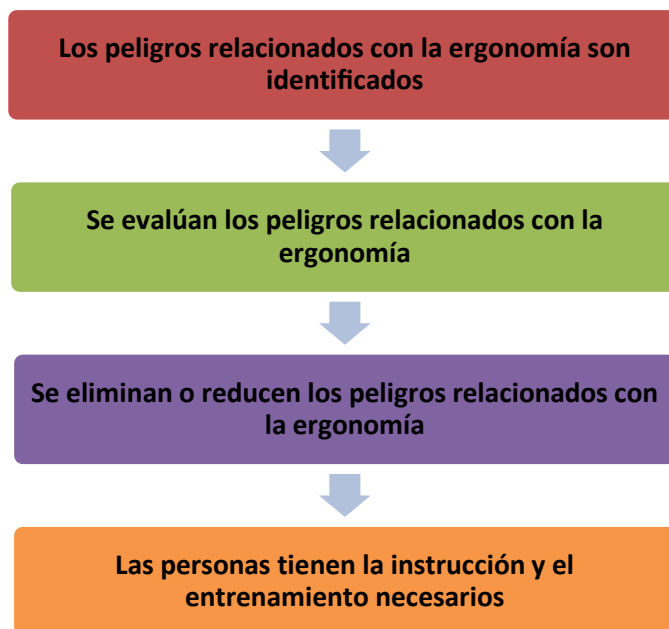 Los peligros relacionados con la ergonomía son
identificados
Se evalúan los peligros relacionados con la
ergonomía
Se eliminan o reducen los peligros relacionados con
la ergonomía
Las personas tienen la instrucción y el
entrenamiento necesarios